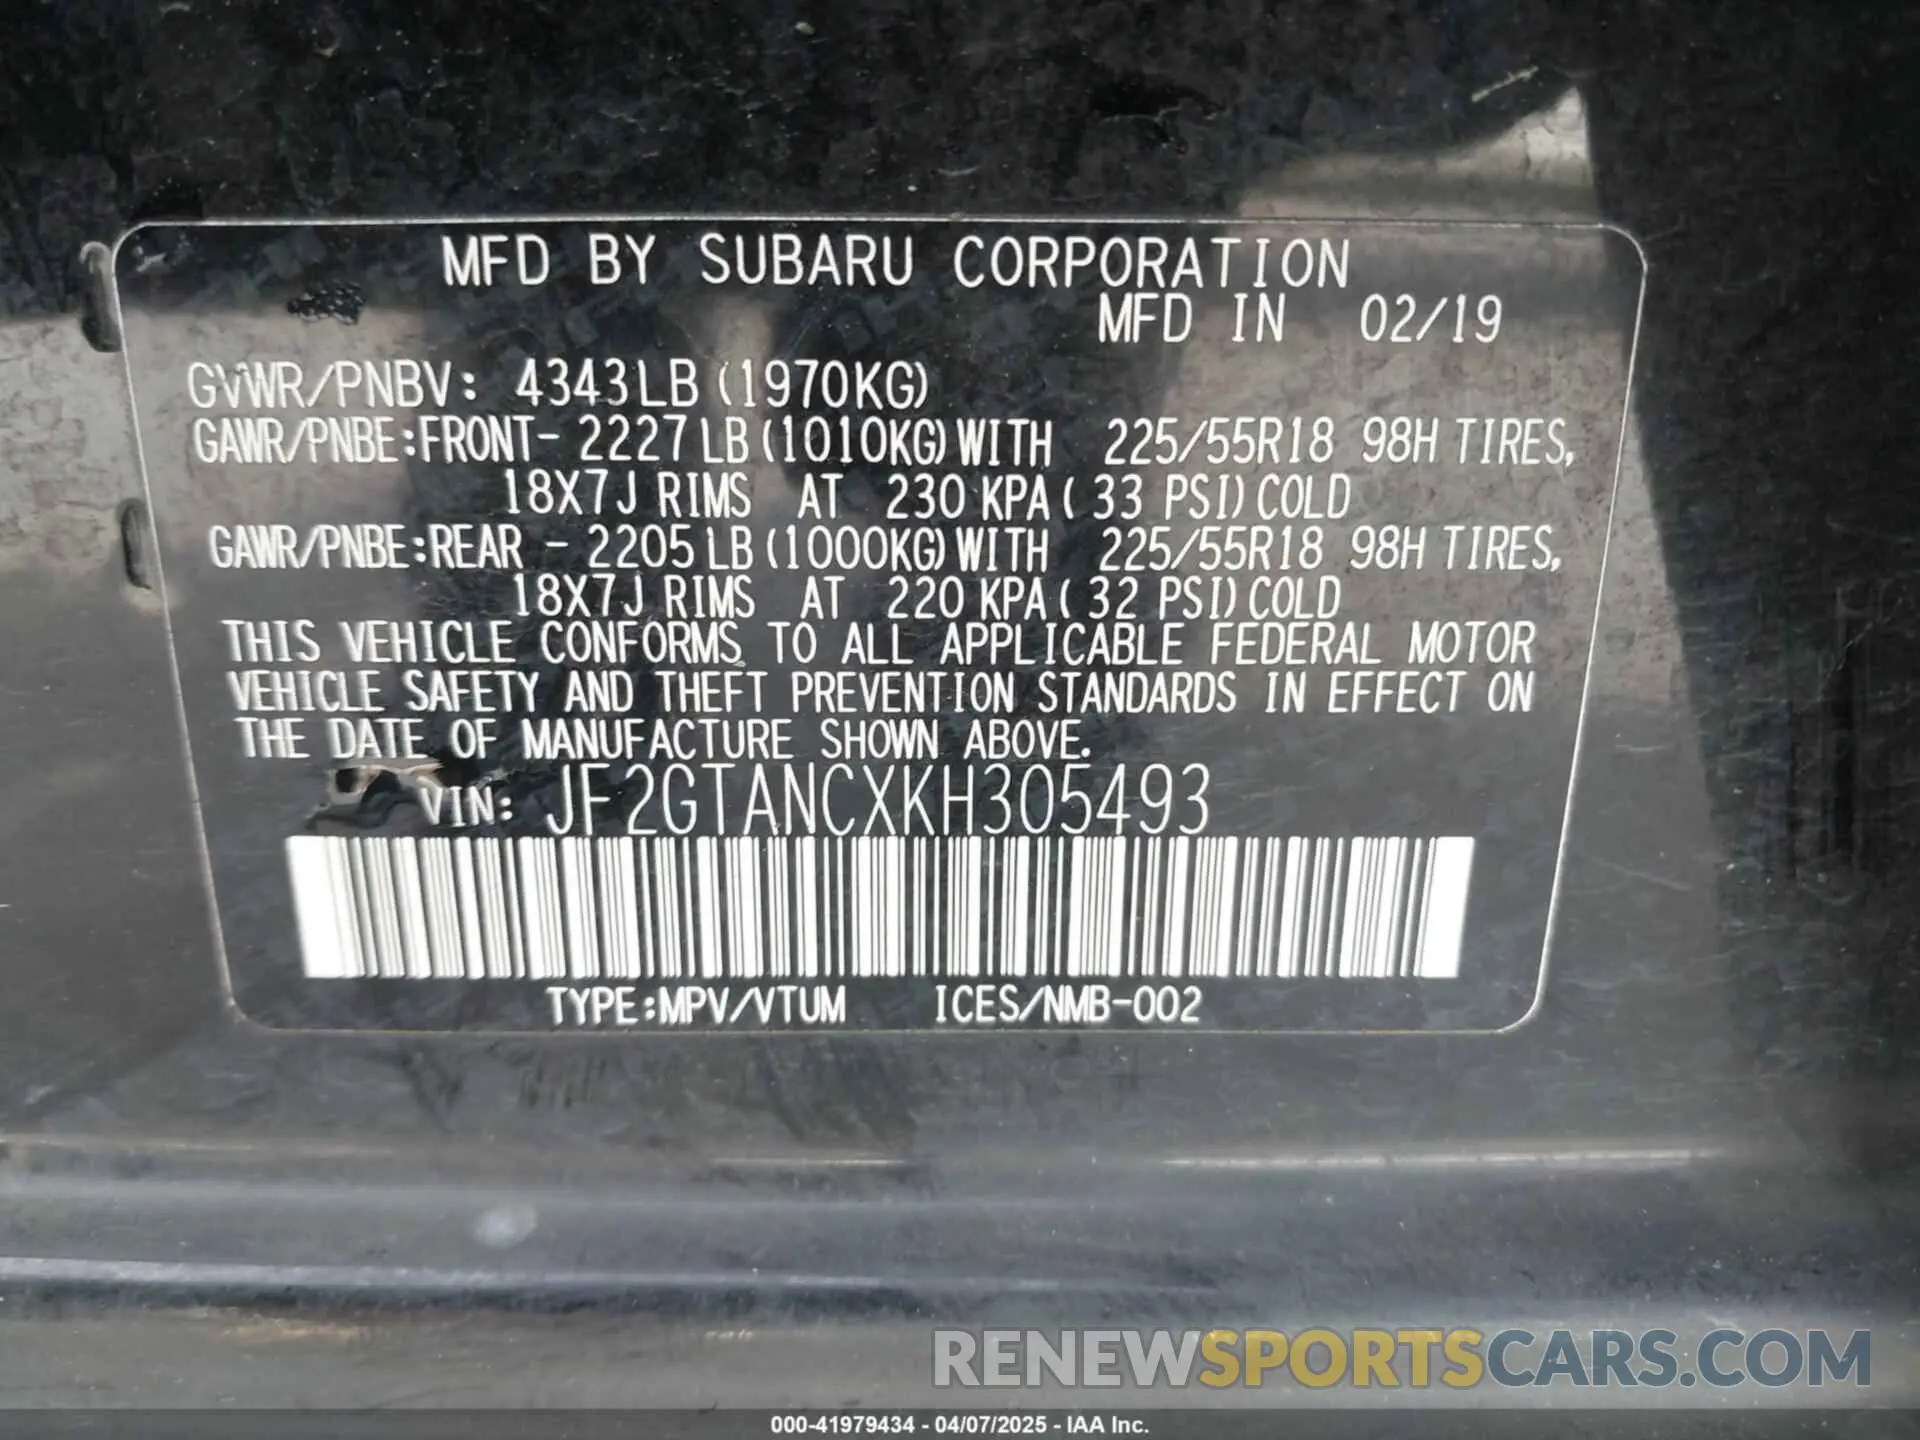 MFD BY SUBARU CORPORATION
MFD IN 02/19
GVWR/PNBV: 4343LB (1970KG)
GAWR/PNBE:FRONT- 2227LB(1010KG)WITH 225/55R18 98H TIRES,
18X7J RIMS AT 230 KPA( 33 PSI)COLD
GAWR/PNBE:REAR - 2205LB(1000KG)WITH 225/55R18 98H TIRES,
18X7J RIMS AT 220 KPA( 32 PSI)COLD
THIS VEHICLE CONFORMS TO ALL APPLICABLE FEDERAL MOTOR
VEHICLE SAFETY AND THEFT PREVENTION STANDARDS IN EFFECT ON
THE DATE OF MANUFACTURE SHOWN ABOVE.
VIN: JF2GTANCXKH305493
TYPE:MPV/VTUM ICES/NMB-002
RENEWSPORTSCARS.COM
000-41979434 - 04/07/2025 - IAA Inc.